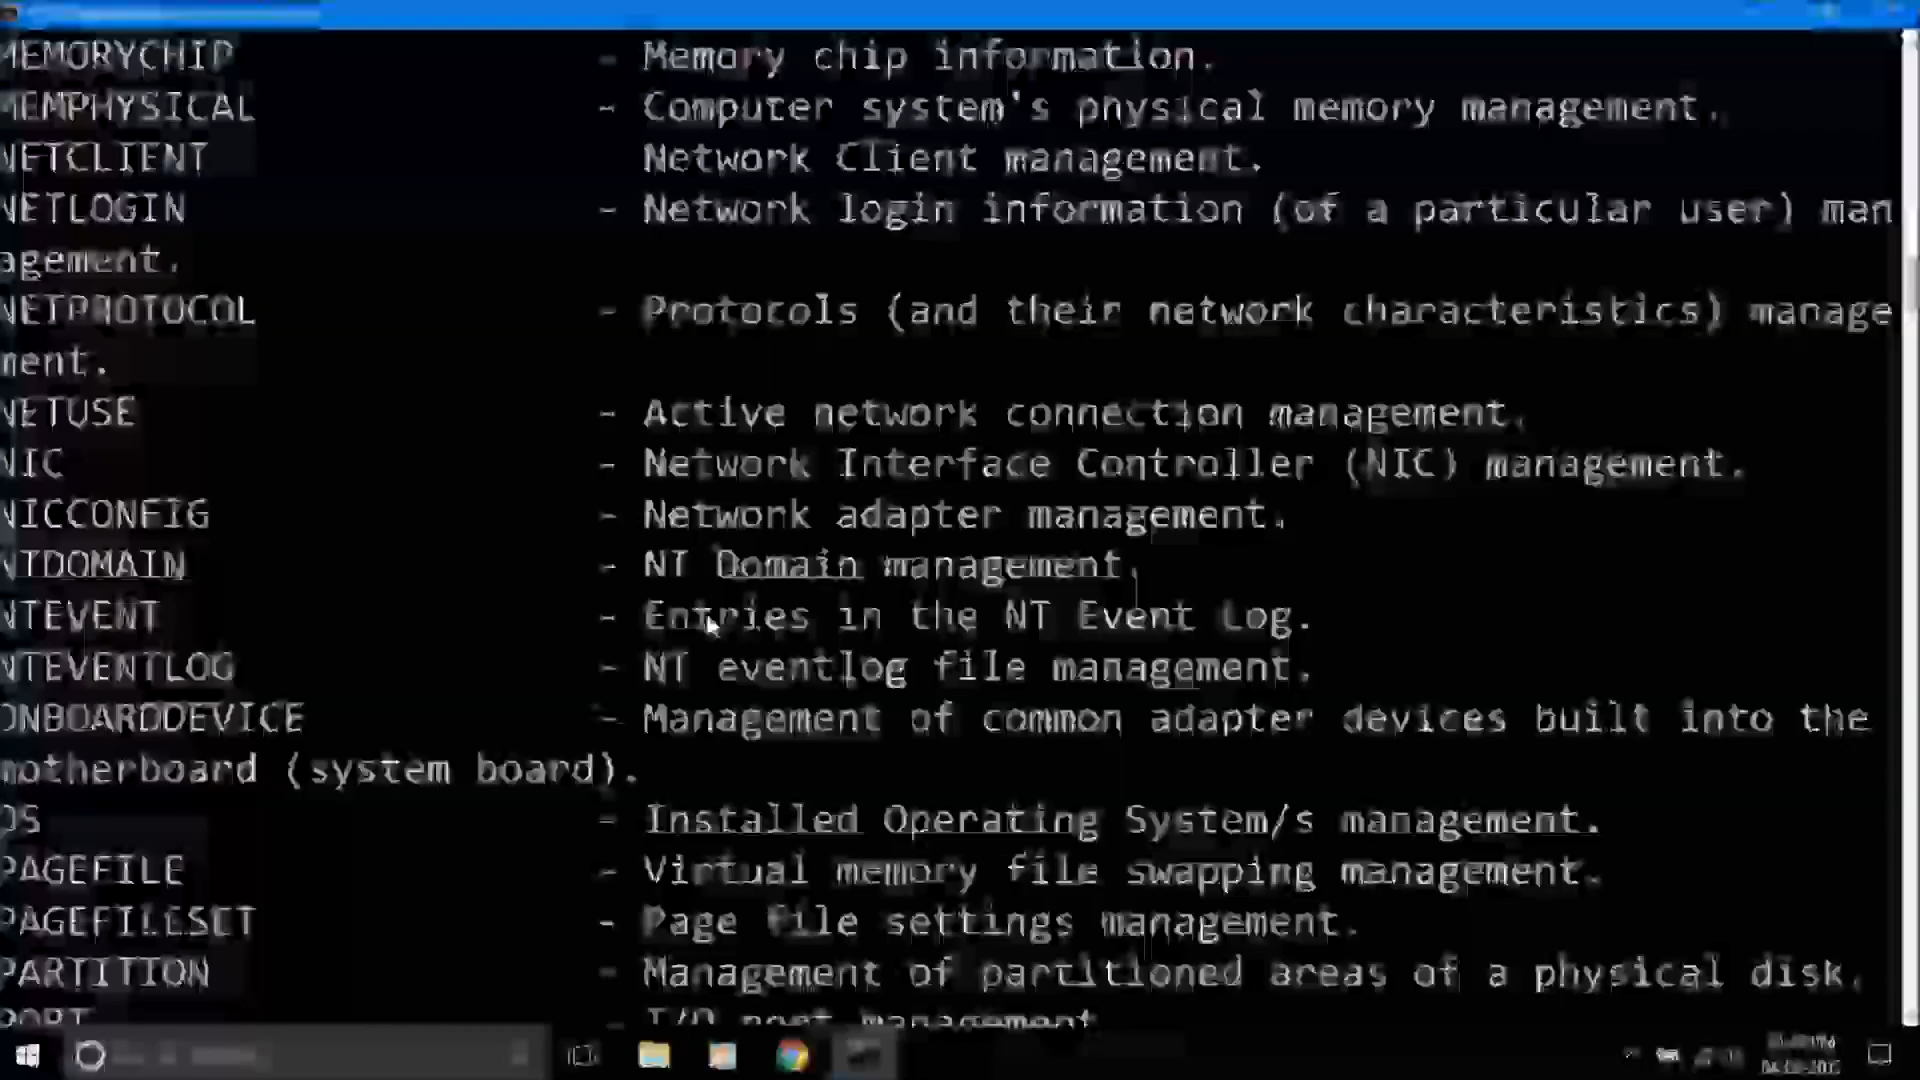 MEMORYCHIP - Memory chip information.
MEMPHYSICAL - Computer system's physical memory management.
NETCLIENT Network Client management.
NETLOGIN - Network login information (of a particular user) man
agement.
NETPROTOCOL - Protocols (and their network characteristics) manage
ment.
NETUSE - Active network connection management.
NIC - Network Interface Controller (NIC) management.
NICCONFIG - Network adapter management.
NTDOMAIN - NT Domain management.
NTEVENT - Entries in the NT Event Log.
NTEVENTLOG - NT eventlog file management.
ONBOARDDEVICE - Management of common adapter devices built into the
motherboard (system board).
OS - Installed Operating System/s management.
PAGEFILE - Virtual memory file swapping management.
PAGEFILESET - Page file settings management.
PARTITION - Management of partitioned areas of a physical disk.
PORT - I/O port management